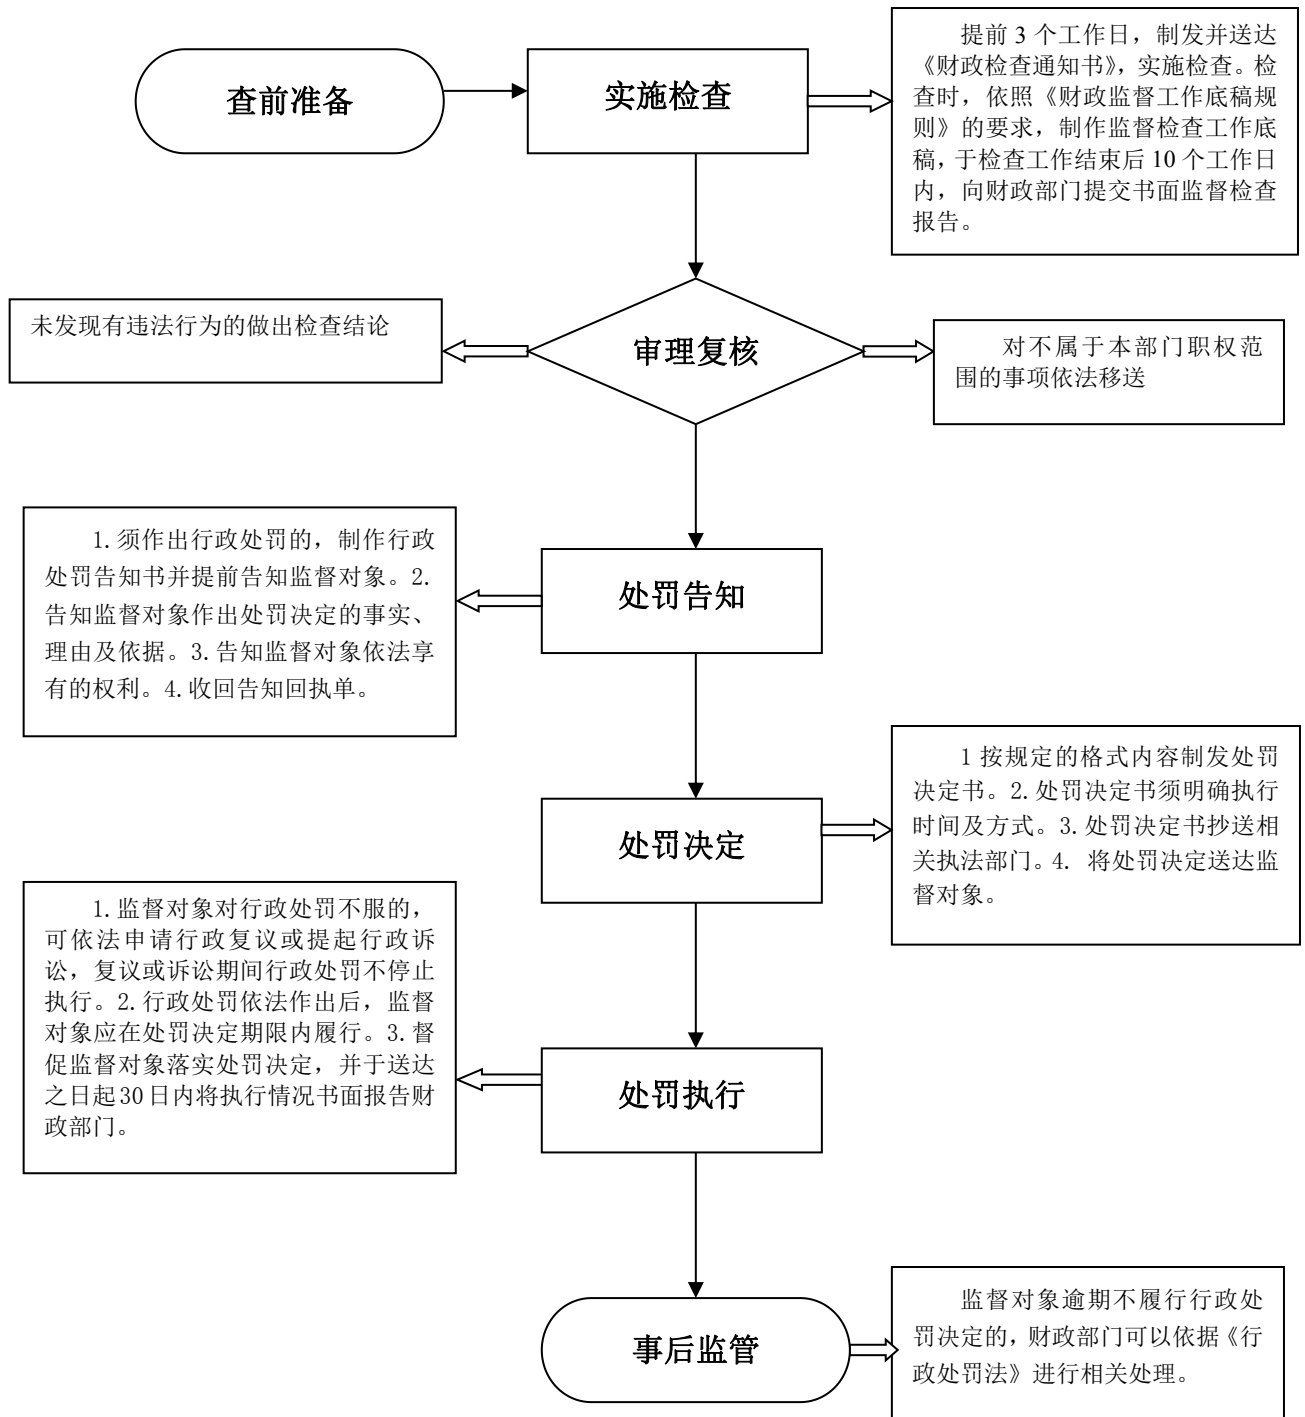 查前准备
实施检查
提前 3 个工作日，制发并送达
《财政检查通知书》，实施检查。检
查时，依照《财政监督工作底稿规
则》的要求，制作监督检查工作底
稿，于检查工作结束后 10 个工作日
内，向财政部门提交书面监督检查
报告。
未发现有违法行为的做出检查结论
审理复核
对不属于本部门职权范
围的事项依法移送
1.须作出行政处罚的，制作行政
处罚告知书并提前告知监督对象。2.
告知监督对象作出处罚决定的事实、
理由及依据。3.告知监督对象依法享
有的权利。4.收回告知回执单。
处罚告知
处罚决定
1 按规定的格式内容制发处罚
决定书。2.处罚决定书须明确执行
时间及方式。3.处罚决定书抄送相
关执法部门。4. 将处罚决定送达监
督对象。
1.监督对象对行政处罚不服的，
可依法申请行政复议或提起行政诉
讼，复议或诉讼期间行政处罚不停止
执行。2.行政处罚依法作出后，监督
对象应在处罚决定期限内履行。3.督
促监督对象落实处罚决定，并于送达
之日起 30 日内将执行情况书面报告财
政部门。
处罚执行
事后监管
监督对象逾期不履行行政处
罚决定的，财政部门可以依据《行
政处罚法》进行相关处理。